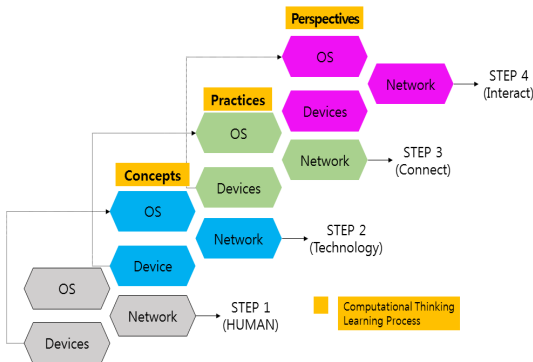 Perspectives
OS
Network
STEP 4
(Interact)
Devices
Practices
OS
Network
STEP 3
(Connect)
Devices
Concepts
OS
Network
STEP 2
(Technology)
Device
OS
Network
STEP 1
(HUMAN)
Devices
Computational Thinking
Learning Process